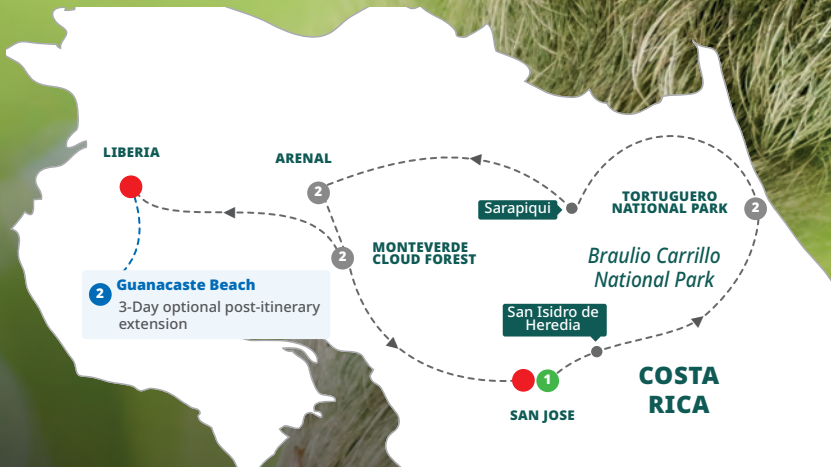 LIBERIA
ARENAL
2
Sarapiqui
TORTUGUERO
NATIONAL PARK
2
MONTEVERDE
CLOUD FOREST
2
Braulio Carrillo
National Park
2
Guanacaste Beach
3-Day optional post-itinerary
extension
San Isidro de
Heredia
1
SAN JOSE
COSTA
RICA